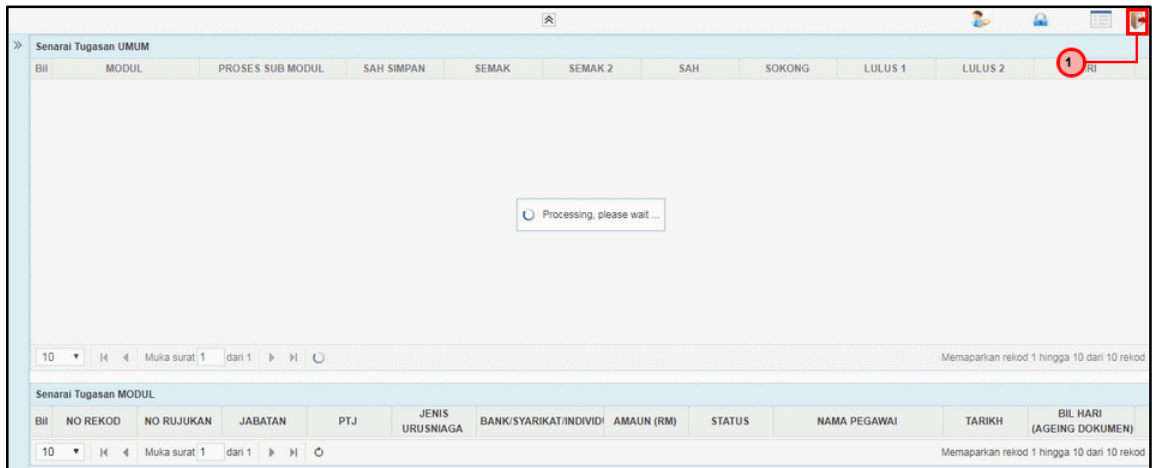 Senarai Tugasan UMUM
1
Bil MODUL PROSES SUB MODUL SAH SIMPAN SEMAK SEMAK 2 SAH SOKONG LULUS 1 LULUS 2
Processing, please wait ...
10 Muka surat 1 dari 1 Memaparkan rekod 1 hingga 10 dari 10 rekod
Senarai Tugasan MODUL
Bil NO REKOD NO RUJUKAN JABATAN PTJ JENIS URUSNIAGA BANK/SYARIKAT/INDIVIDU AMAUN (RM) STATUS NAMA PEGAWAI TARIKH BIL HARI (AGEING DOKUMEN)
10 Muka surat 1 dari 1 Memaparkan rekod 1 hingga 10 dari 10 rekod